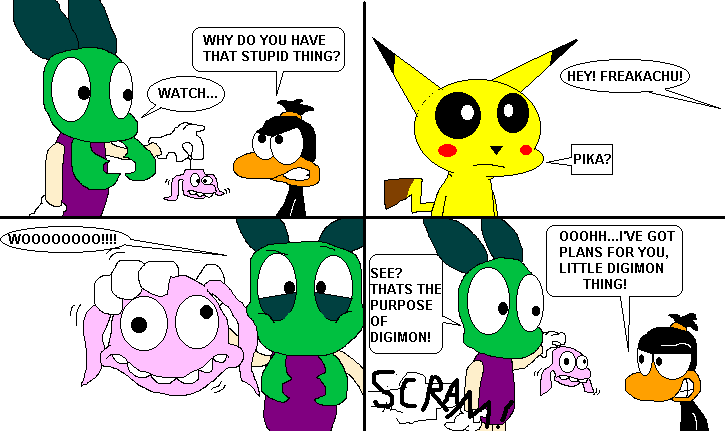 WHY DO YOU HAVE
THAT STUPID THING?
WATCH...
HEY! FREAKACHU!
PIKA?
WOOOOOOOO!!!!
SEE?
THATS THE
PURPOSE
OF
DIGIMON!
OOOHH...I'VE GOT
PLANS FOR YOU,
LITTLE DIGIMON
THING!
SCRAM!